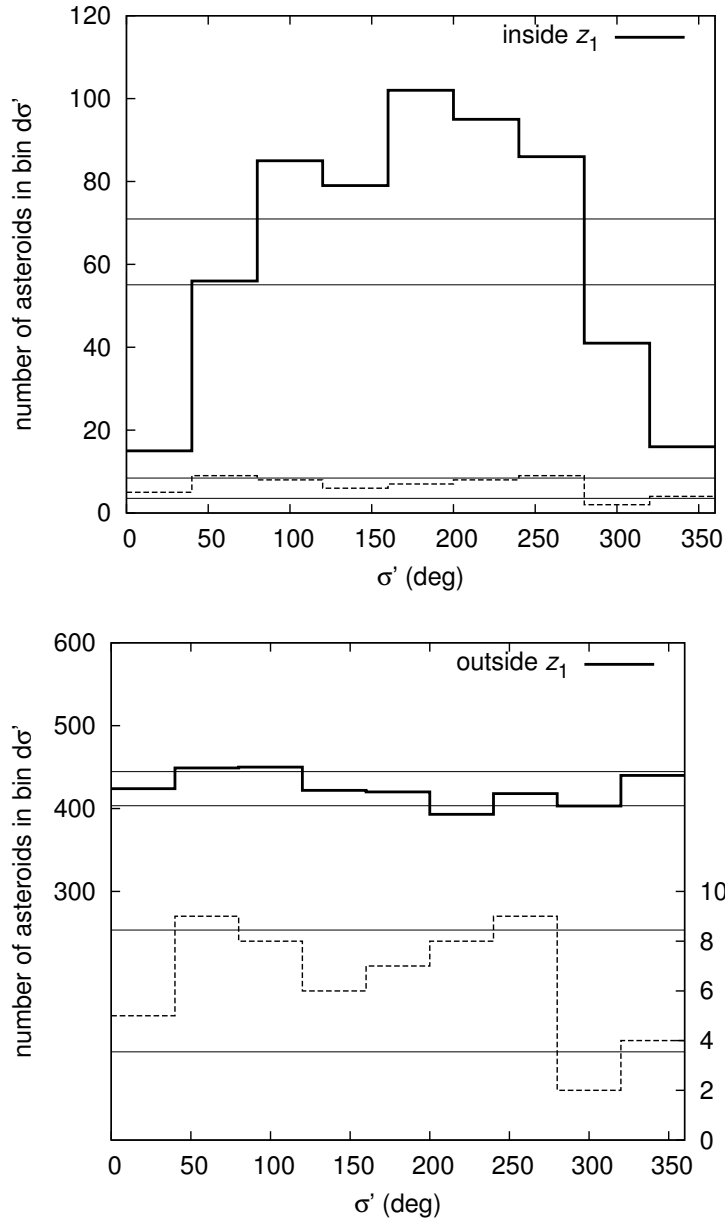 120
100
80
60
40
20
0
number of asteroids in bin dσ'
inside z₁
0 50 100 150 200 250 300 350
σ' (deg)
600
500
400
300
number of asteroids in bin dσ'
outside z₁
10
8
6
4
2
0
0 50 100 150 200 250 300 350
σ' (deg)